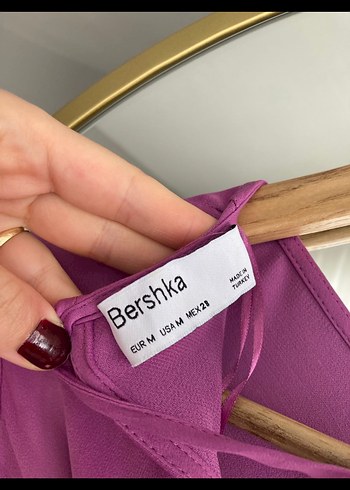 Bershka
MADE IN
TURKEY
EUR M USA M MEX 28